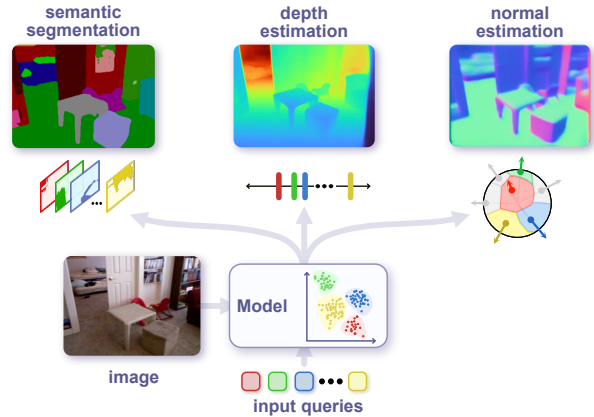 semantic
segmentation
depth
estimation
normal
estimation
Model
image
input queries